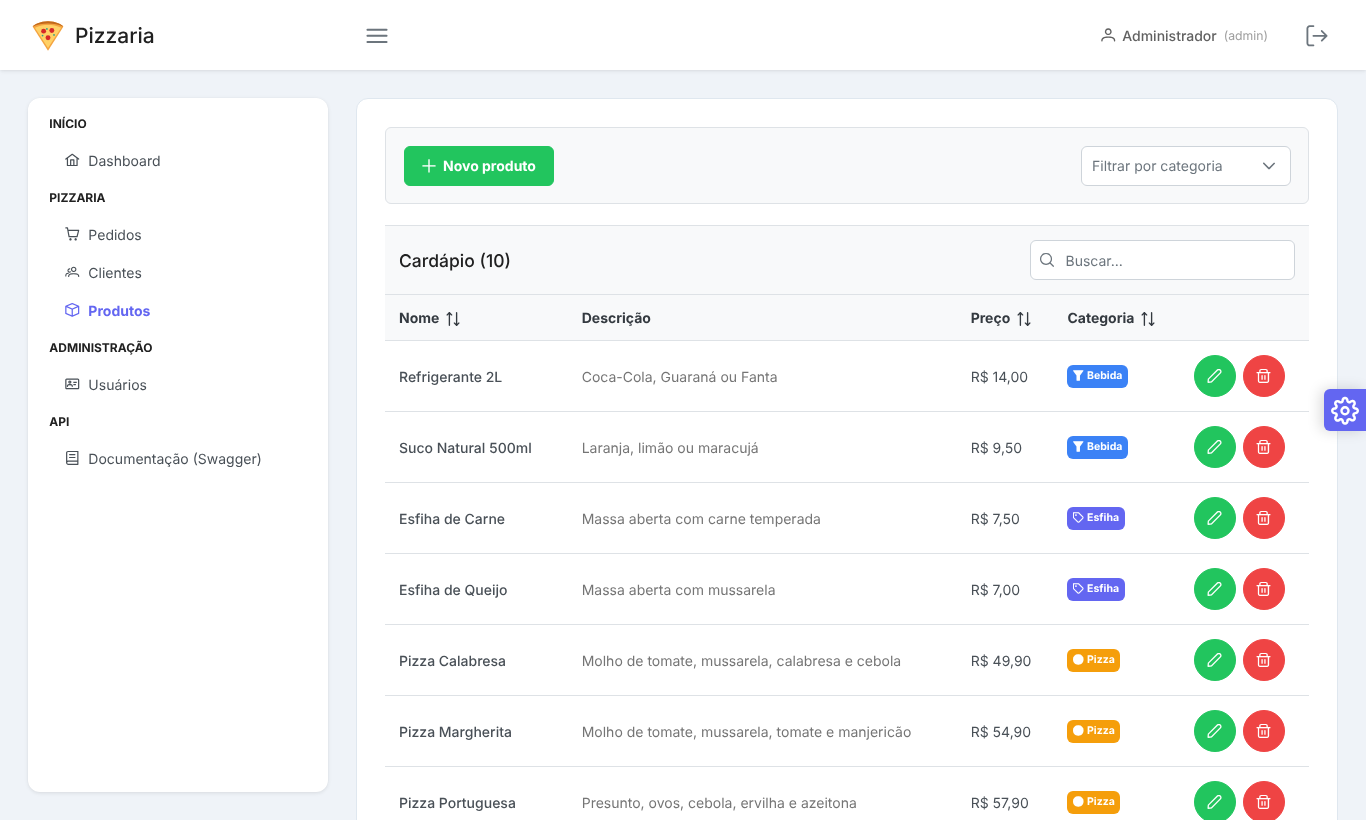 Pizzaria
Administrador (admin)
INÍCIO
Dashboard
PIZZARIA
Pedidos
Clientes
Produtos
ADMINISTRAÇÃO
Usuários
API
Documentação (Swagger)
Novo produto
Filtrar por categoria
Cardápio (10)
Buscar...
Nome Descrição Preço Categoria
Refrigerante 2L Coca-Cola, Guaraná ou Fanta R$ 14,00 Bebida
Suco Natural 500ml Laranja, limão ou maracujá R$ 9,50 Bebida
Esfiha de Carne Massa aberta com carne temperada R$ 7,50 Esfiha
Esfiha de Queijo Massa aberta com mussarela R$ 7,00 Esfiha
Pizza Calabresa Molho de tomate, mussarela, calabresa e cebola R$ 49,90 Pizza
Pizza Margherita Molho de tomate, mussarela, tomate e manjericão R$ 54,90 Pizza
Pizza Portuguesa Presunto, ovos, cebola, ervilha e azeitona R$ 57,90 Pizza